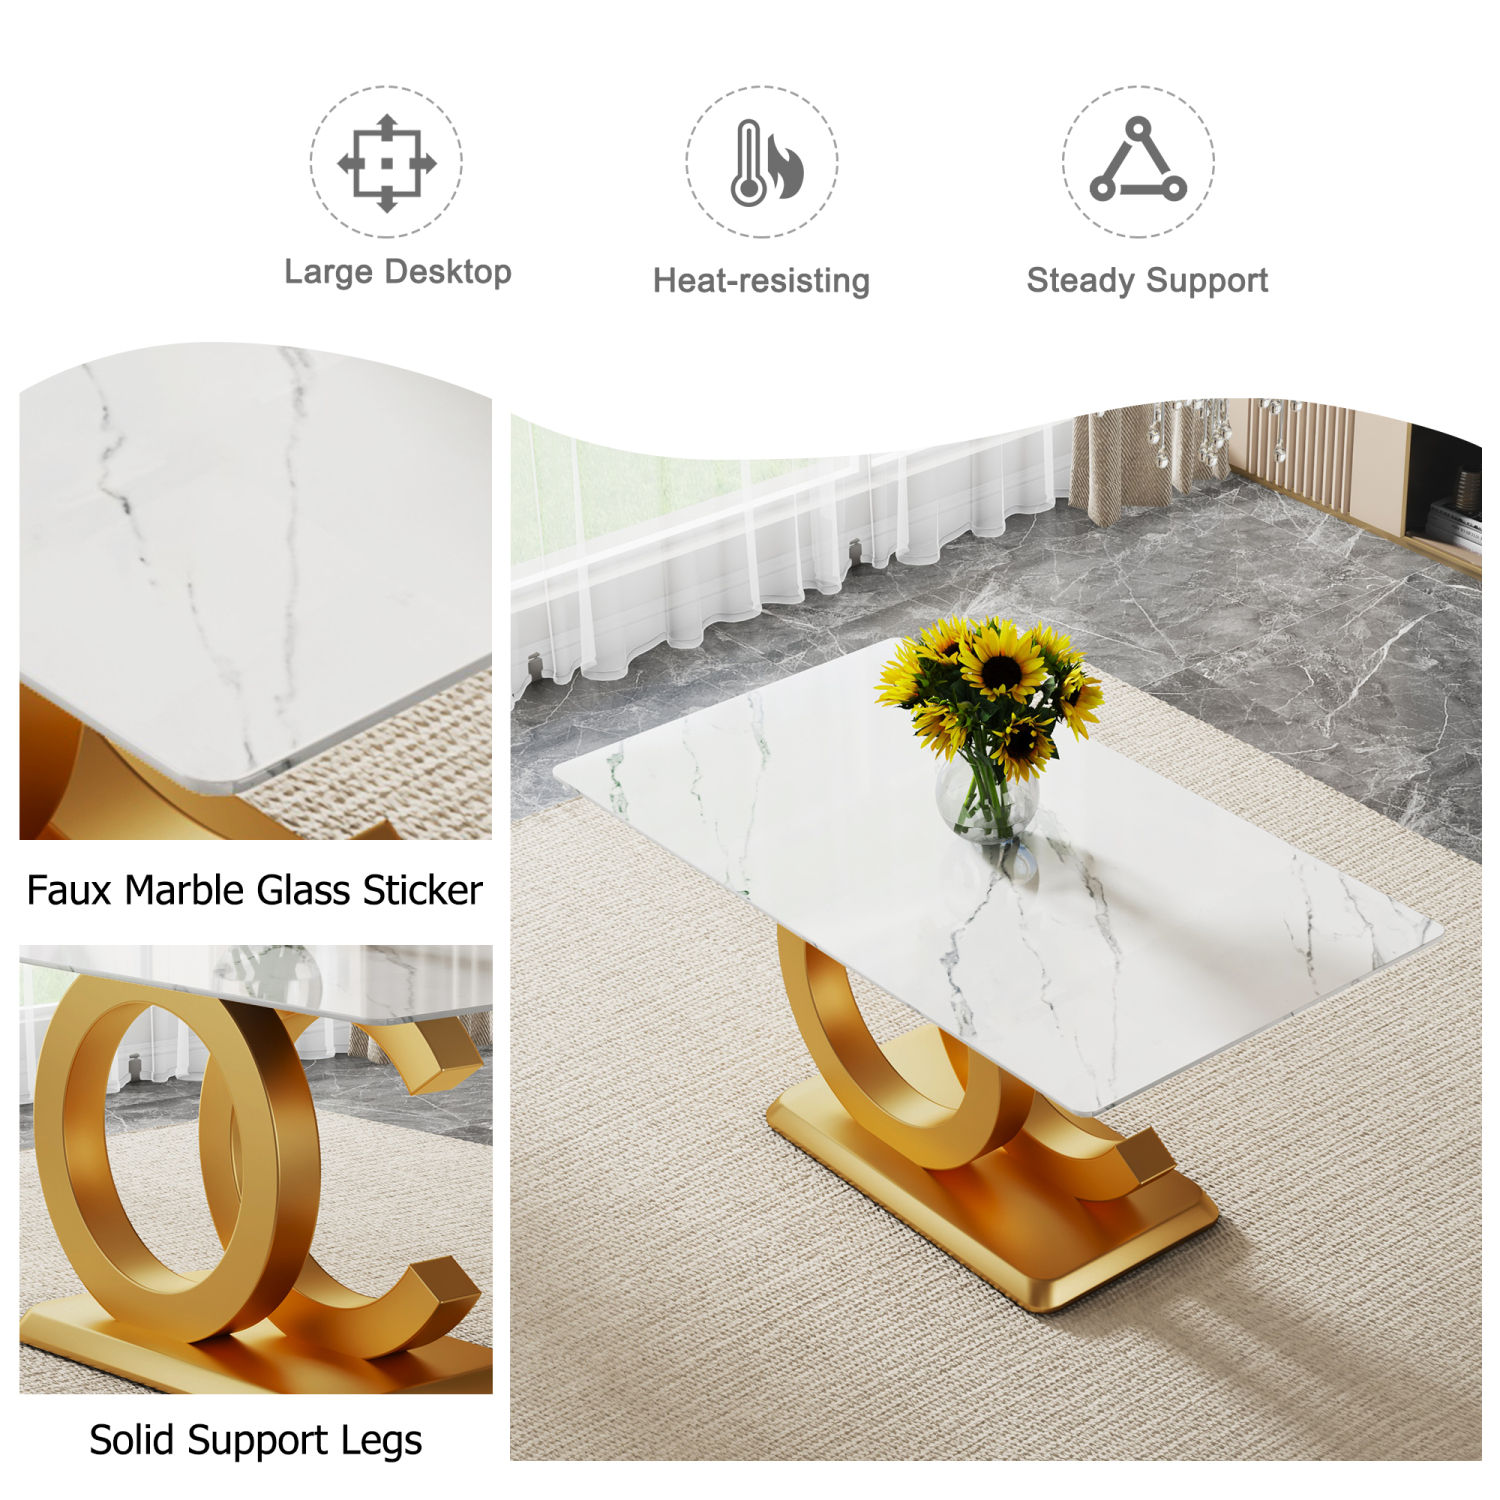 Large Desktop
Heat-resisting
Steady Support
Faux Marble Glass Sticker
Solid Support Legs